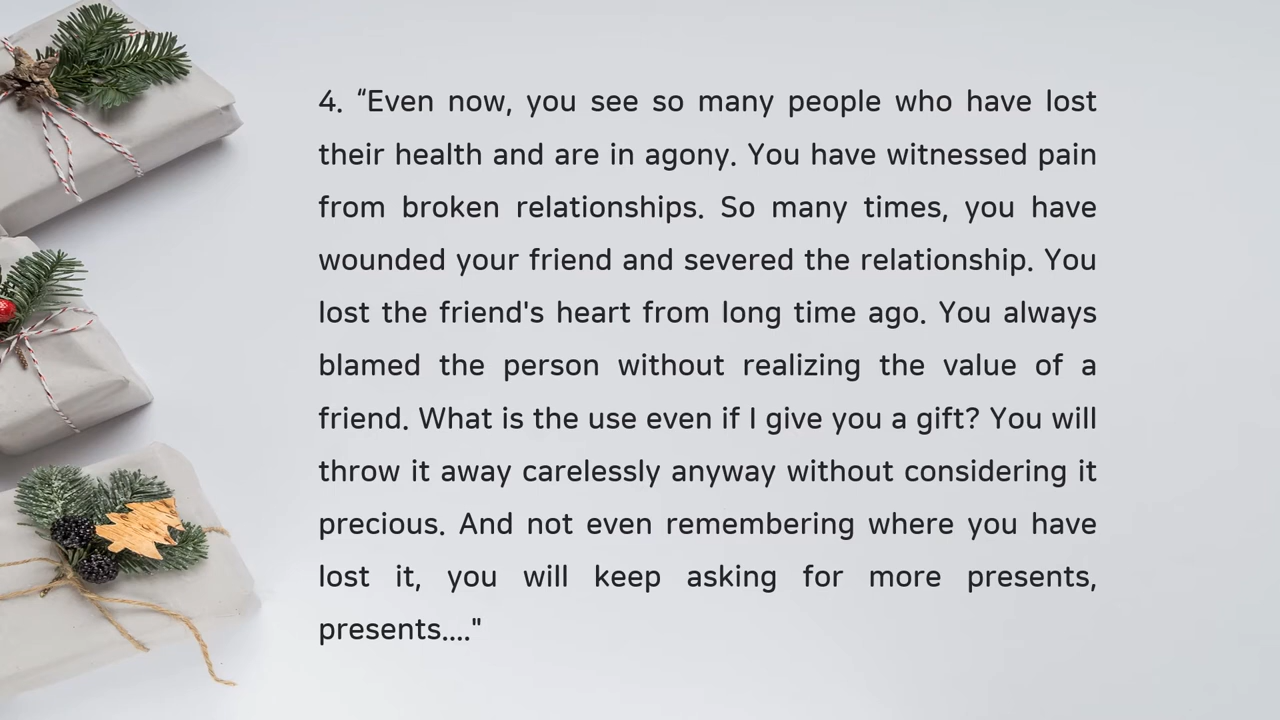 4. “Even now, you see so many people who have lost
their health and are in agony. You have witnessed pain
from broken relationships. So many times, you have
wounded your friend and severed the relationship. You
lost the friend's heart from long time ago. You always
blamed the person without realizing the value of a
friend. What is the use even if I give you a gift? You will
throw it away carelessly anyway without considering it
precious. And not even remembering where you have
lost it, you will keep asking for more presents,
presents...."